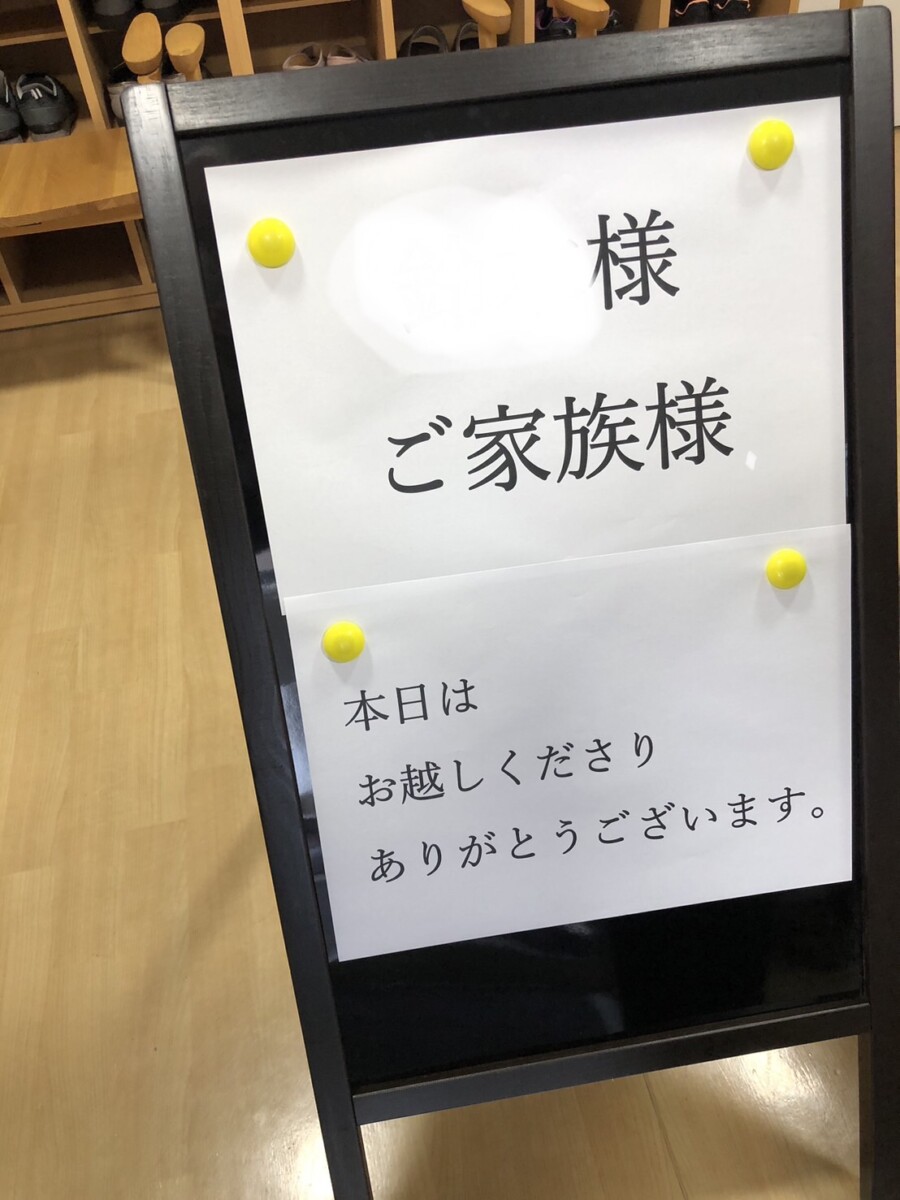 様
ご家族様
本日は
お越しくださり
ありがとうございます。